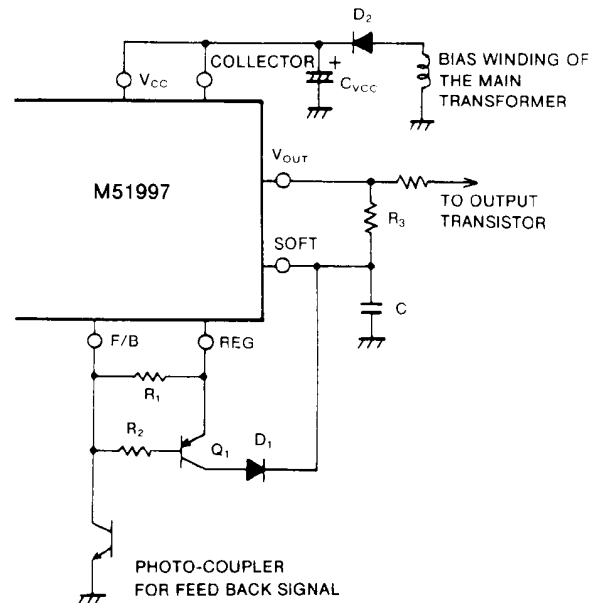 D2
VCC
COLLECTOR
+
CVCC
BIAS WINDING OF
THE MAIN
TRANSFORMER
M51997
VOUT
R3
TO OUTPUT
TRANSISTOR
SOFT
C
F/B
REG
R1
R2
Q1
D1
PHOTO-COUPLER
FOR FEED BACK SIGNAL